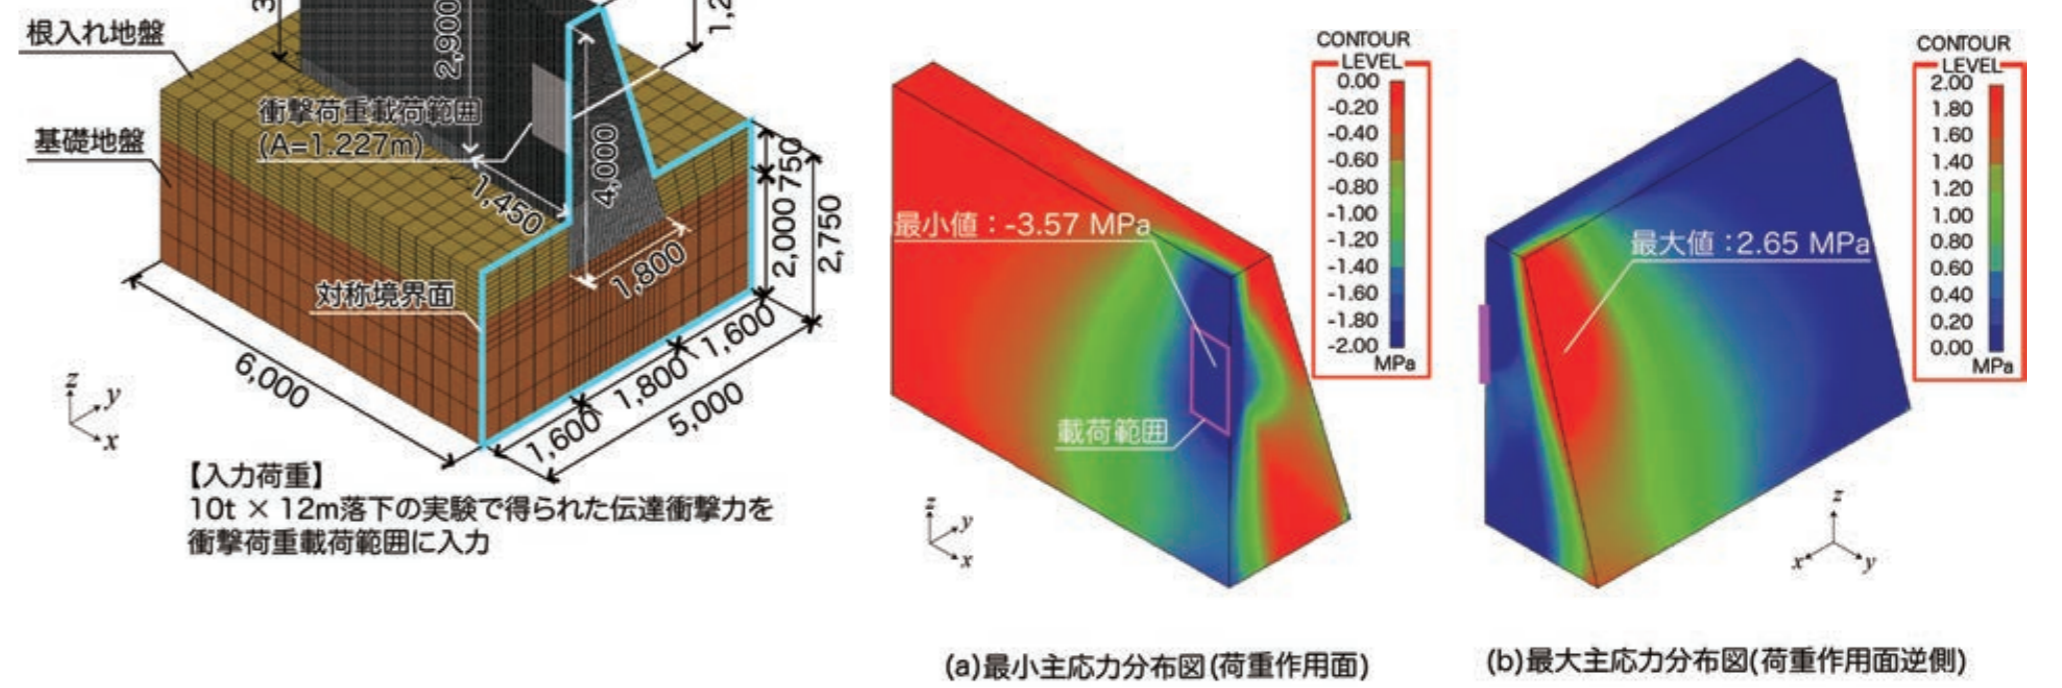 根入れ地盤
基礎地盤
2,900
衝撃荷重載荷範囲
(A=1.227m)
1,450
4,000
1,800
750
2,000
2,750
対称境界面
6,000
1,600
1,800
1,600
5,000
z
y
x
【入力荷重】
10t × 12m落下の実験で得られた伝達衝撃力を
衝撃荷重載荷範囲に入力
最小値：-3.57 MPa
載荷範囲
z
y
x
CONTOUR
LEVEL
0.00
-0.20
-0.40
-0.60
-0.80
-1.00
-1.20
-1.40
-1.60
-1.80
-2.00
MPa
(a)最小主応力分布図(荷重作用面)
最大値：2.65 MPa
z
x
y
CONTOUR
LEVEL
2.00
1.80
1.60
1.40
1.20
1.00
0.80
0.60
0.40
0.20
0.00
MPa
(b)最大主応力分布図(荷重作用面逆側)